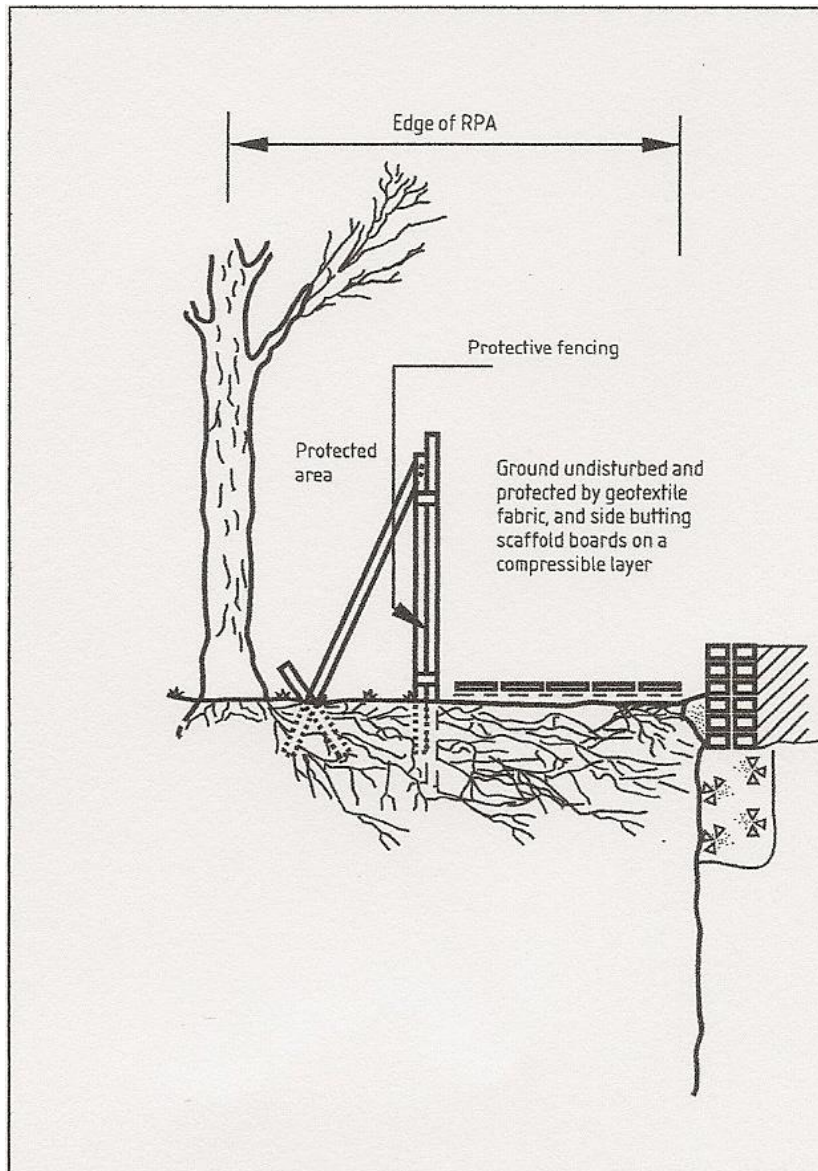 Edge of RPA
Protective fencing
Protected
area
Ground undisturbed and
protected by geotextile
fabric, and side butting
scaffold boards on a
compressible layer